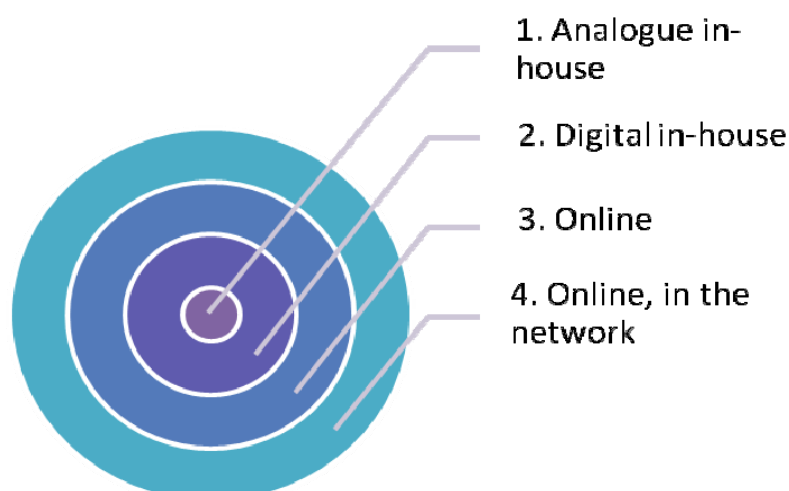 1. Analogue in-
house
2. Digital in-house
3. Online
4. Online, in the
network